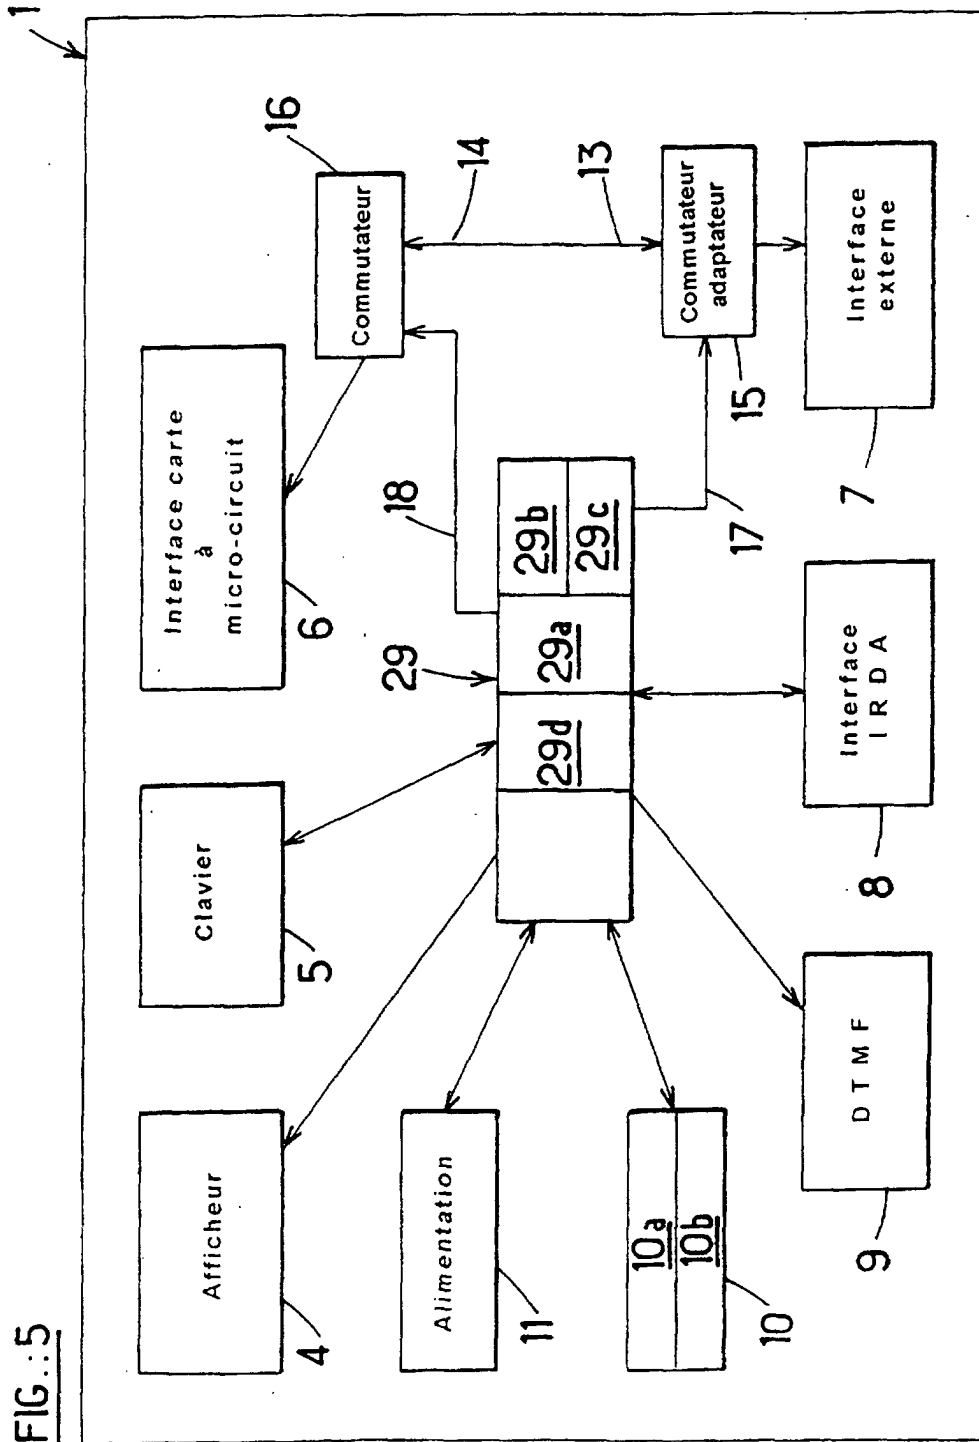 FIG.:5
1
Afficheur
4
Clavier
5
Interface carte
à
micro-circuit
6
Commutateur
16
18
14
29
Alimentation
11
29d
29a
29b
29c
13
10a
10b
10
17
Commutateur
adaptateur
15
DTMF
9
Interface
IRDA
8
Interface
externe
7